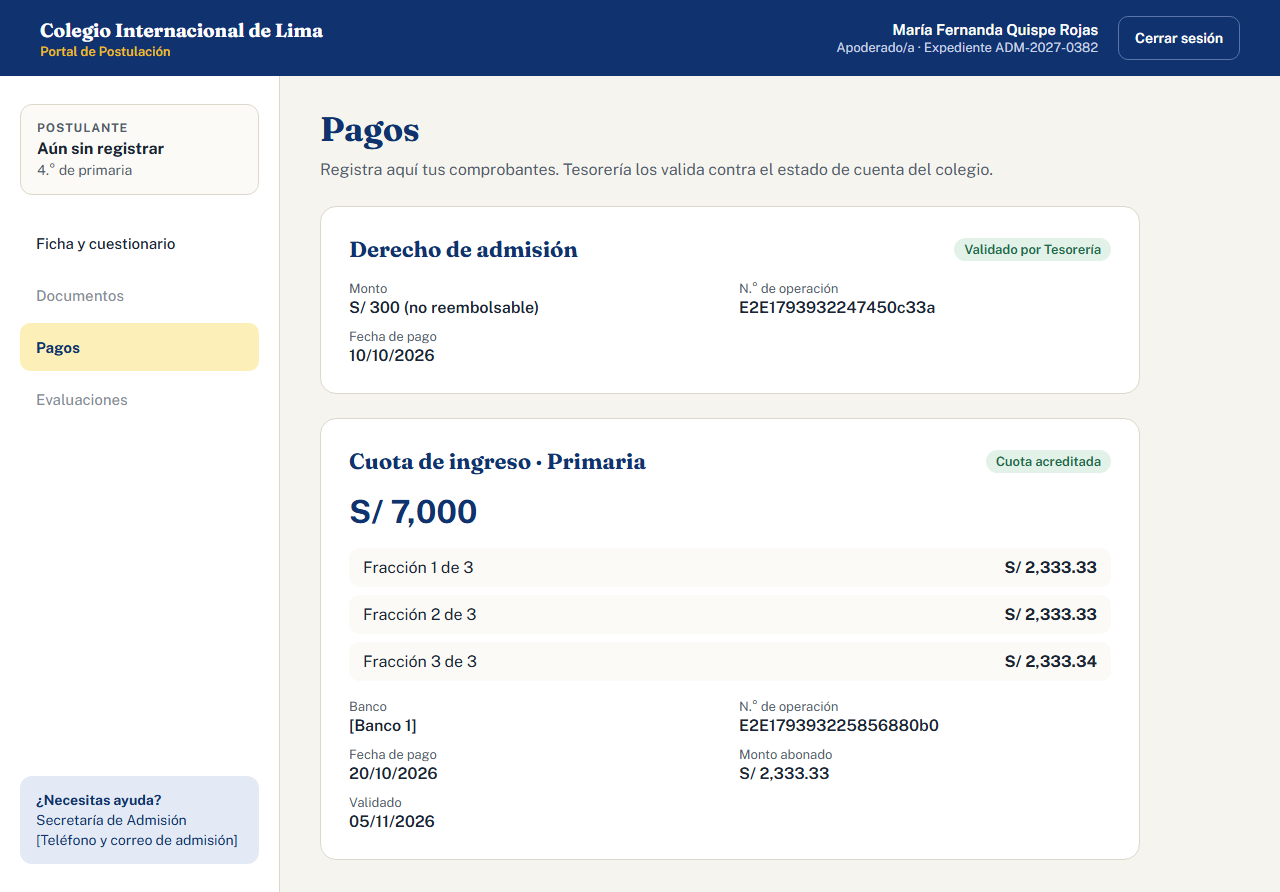 Colegio Internacional de Lima
Portal de Postulación
María Fernanda Quispe Rojas
Apoderado/a · Expediente ADM-2027-0382
Cerrar sesión
POSTULANTE
Aún sin registrar
4.° de primaria
Ficha y cuestionario
Documentos
Pagos
Evaluaciones
¿Necesitas ayuda?
Secretaría de Admisión
[Teléfono y correo de admisión]
Pagos
Registra aquí tus comprobantes. Tesorería los valida contra el estado de cuenta del colegio.
Derecho de admisión
Validado por Tesorería
Monto
S/ 300 (no reembolsable)
N.° de operación
E2E1793932247450c33a
Fecha de pago
10/10/2026
Cuota de ingreso · Primaria
Cuota acreditada
S/ 7,000
Fracción 1 de 3
S/ 2,333.33
Fracción 2 de 3
S/ 2,333.33
Fracción 3 de 3
S/ 2,333.34
Banco
[Banco 1]
N.° de operación
E2E179393225856880b0
Fecha de pago
20/10/2026
Monto abonado
S/ 2,333.33
Validado
05/11/2026